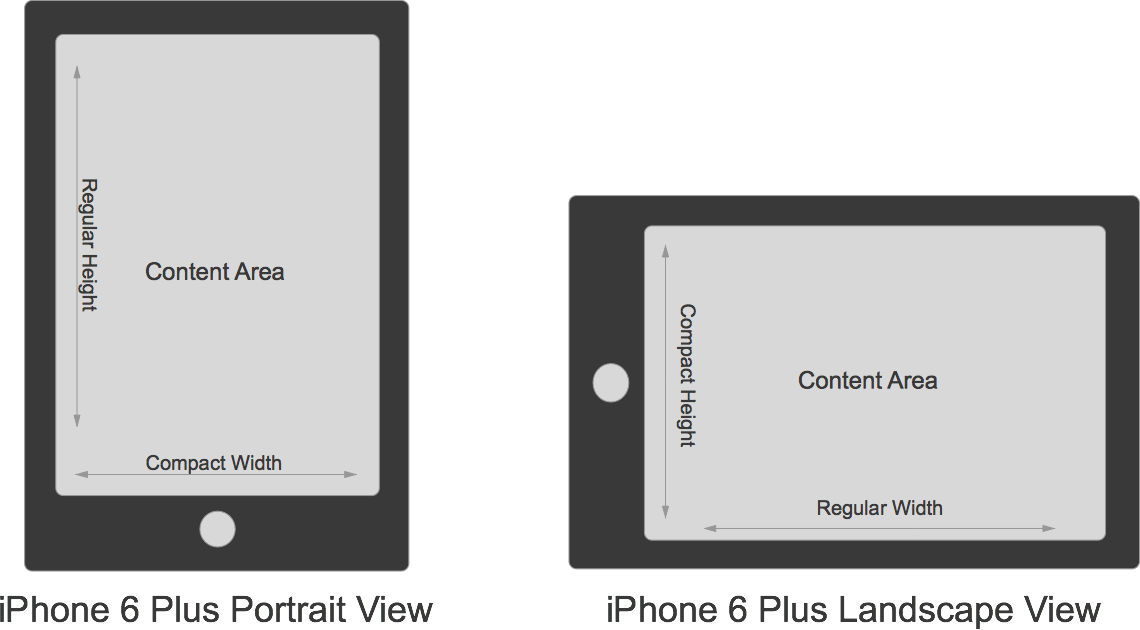 Regular Height
Content Area
Compact Width
iPhone 6 Plus Portrait View
Compact Height
Content Area
Regular Width
iPhone 6 Plus Landscape View